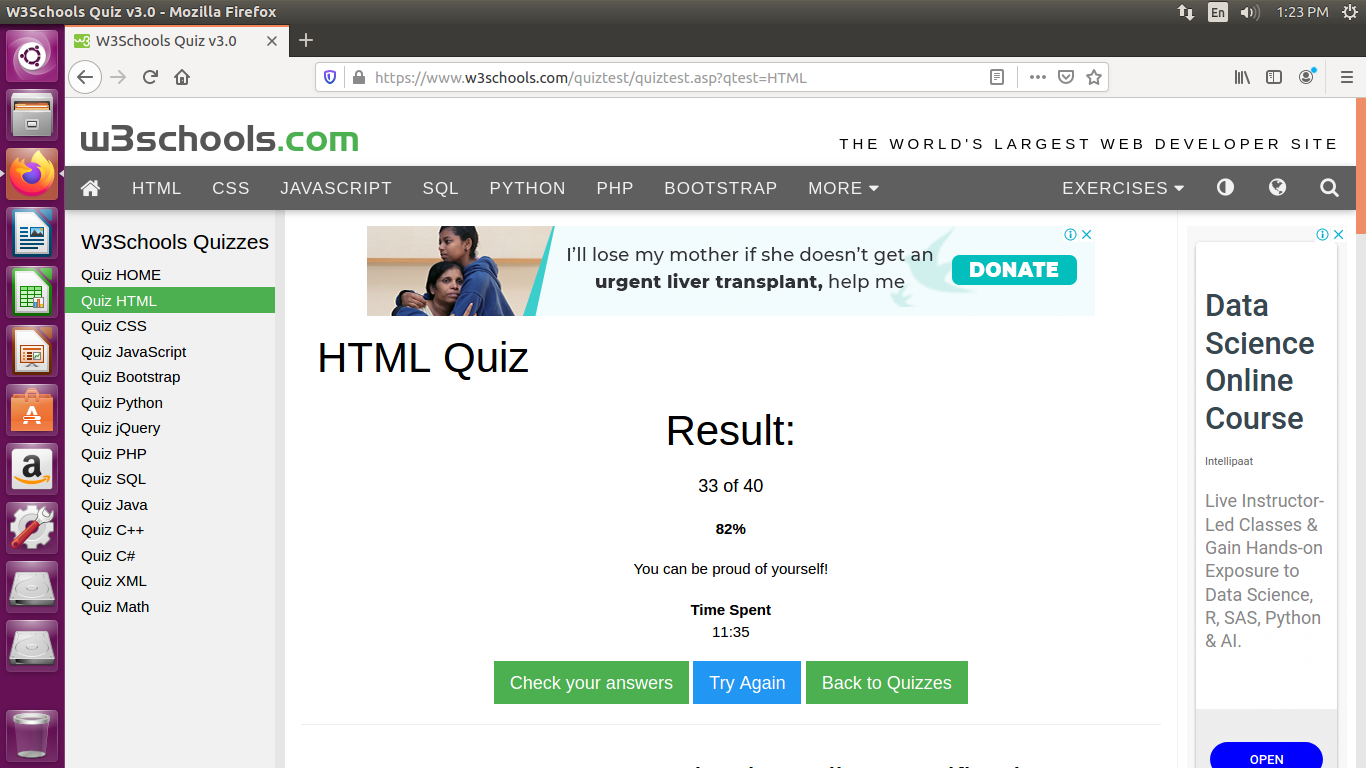 W3Schools Quiz v3.0 - Mozilla Firefox
En
1:23 PM
W3Schools Quiz v3.0
https://www.w3schools.com/quiztest/quiztest.asp?qtest=HTML
w3schools.com
THE WORLD'S LARGEST WEB DEVELOPER SITE
HTML CSS JAVASCRIPT SQL PYTHON PHP BOOTSTRAP MORE EXERCISES
W3Schools Quizzes
Quiz HOME
Quiz HTML
Quiz CSS
Quiz JavaScript
Quiz Bootstrap
Quiz Python
Quiz jQuery
Quiz PHP
Quiz SQL
Quiz Java
Quiz C++
Quiz C#
Quiz XML
Quiz Math
I'll lose my mother if she doesn't get an
urgent liver transplant, help me
DONATE
HTML Quiz
Result:
33 of 40
82%
You can be proud of yourself!
Time Spent
11:35
Check your answers
Try Again
Back to Quizzes
Data
Science
Online
Course
Intellipaat
Live Instructor-
Led Classes &
Gain Hands-on
Exposure to
Data Science,
R, SAS, Python
& AI.
OPEN